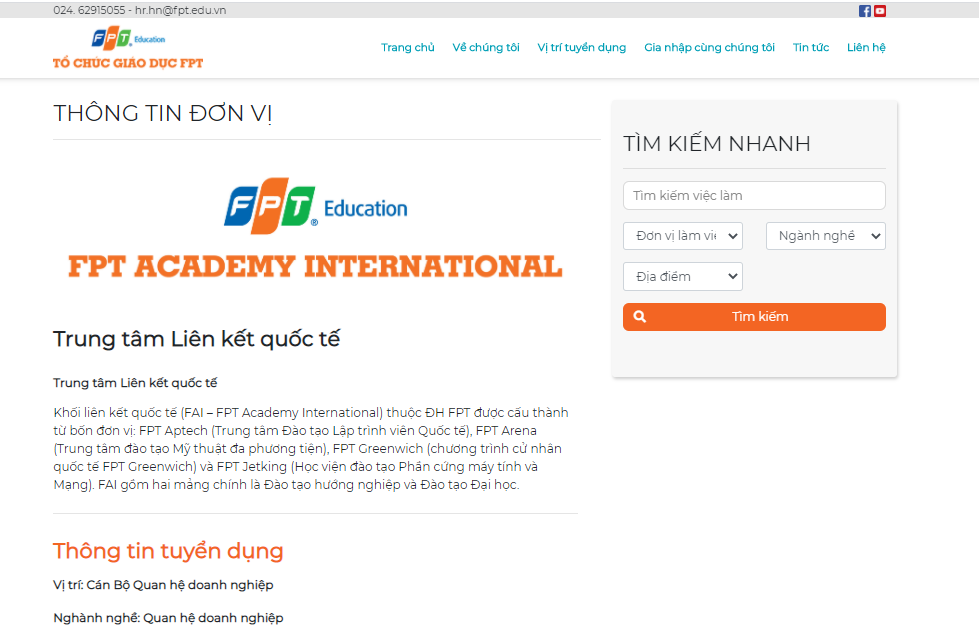 024. 62915055 - hr.hn@fpt.edu.vn
FPT Education
TỔ CHỨC GIÁO DỤC FPT
Trang chủ Về chúng tôi Vị trí tuyển dụng Gia nhập cùng chúng tôi Tin tức Liên hệ
THÔNG TIN ĐƠN VỊ
FPT Education
FPT ACADEMY INTERNATIONAL
Trung tâm Liên kết quốc tế
Trung tâm Liên kết quốc tế
Khối liên kết quốc tế (FAI – FPT Academy International) thuộc ĐH FPT được cấu thành
từ bốn đơn vị: FPT Aptech (Trung tâm Đào tạo Lập trình viên Quốc tế), FPT Arena
(Trung tâm đào tạo Mỹ thuật đa phương tiện), FPT Greenwich (chương trình cử nhân
quốc tế FPT Greenwich) và FPT Jetking (Học viện đào tạo Phần cứng máy tính và
Mạng). FAI gồm hai mảng chính là Đào tạo hướng nghiệp và Đào tạo Đại học.
Thông tin tuyển dụng
Vị trí: Cán Bộ Quan hệ doanh nghiệp
Nghành nghề: Quan hệ doanh nghiệp
TÌM KIẾM NHANH
Tìm kiếm việc làm
Đơn vị làm việ Ngành nghề
Địa điểm
Tìm kiếm